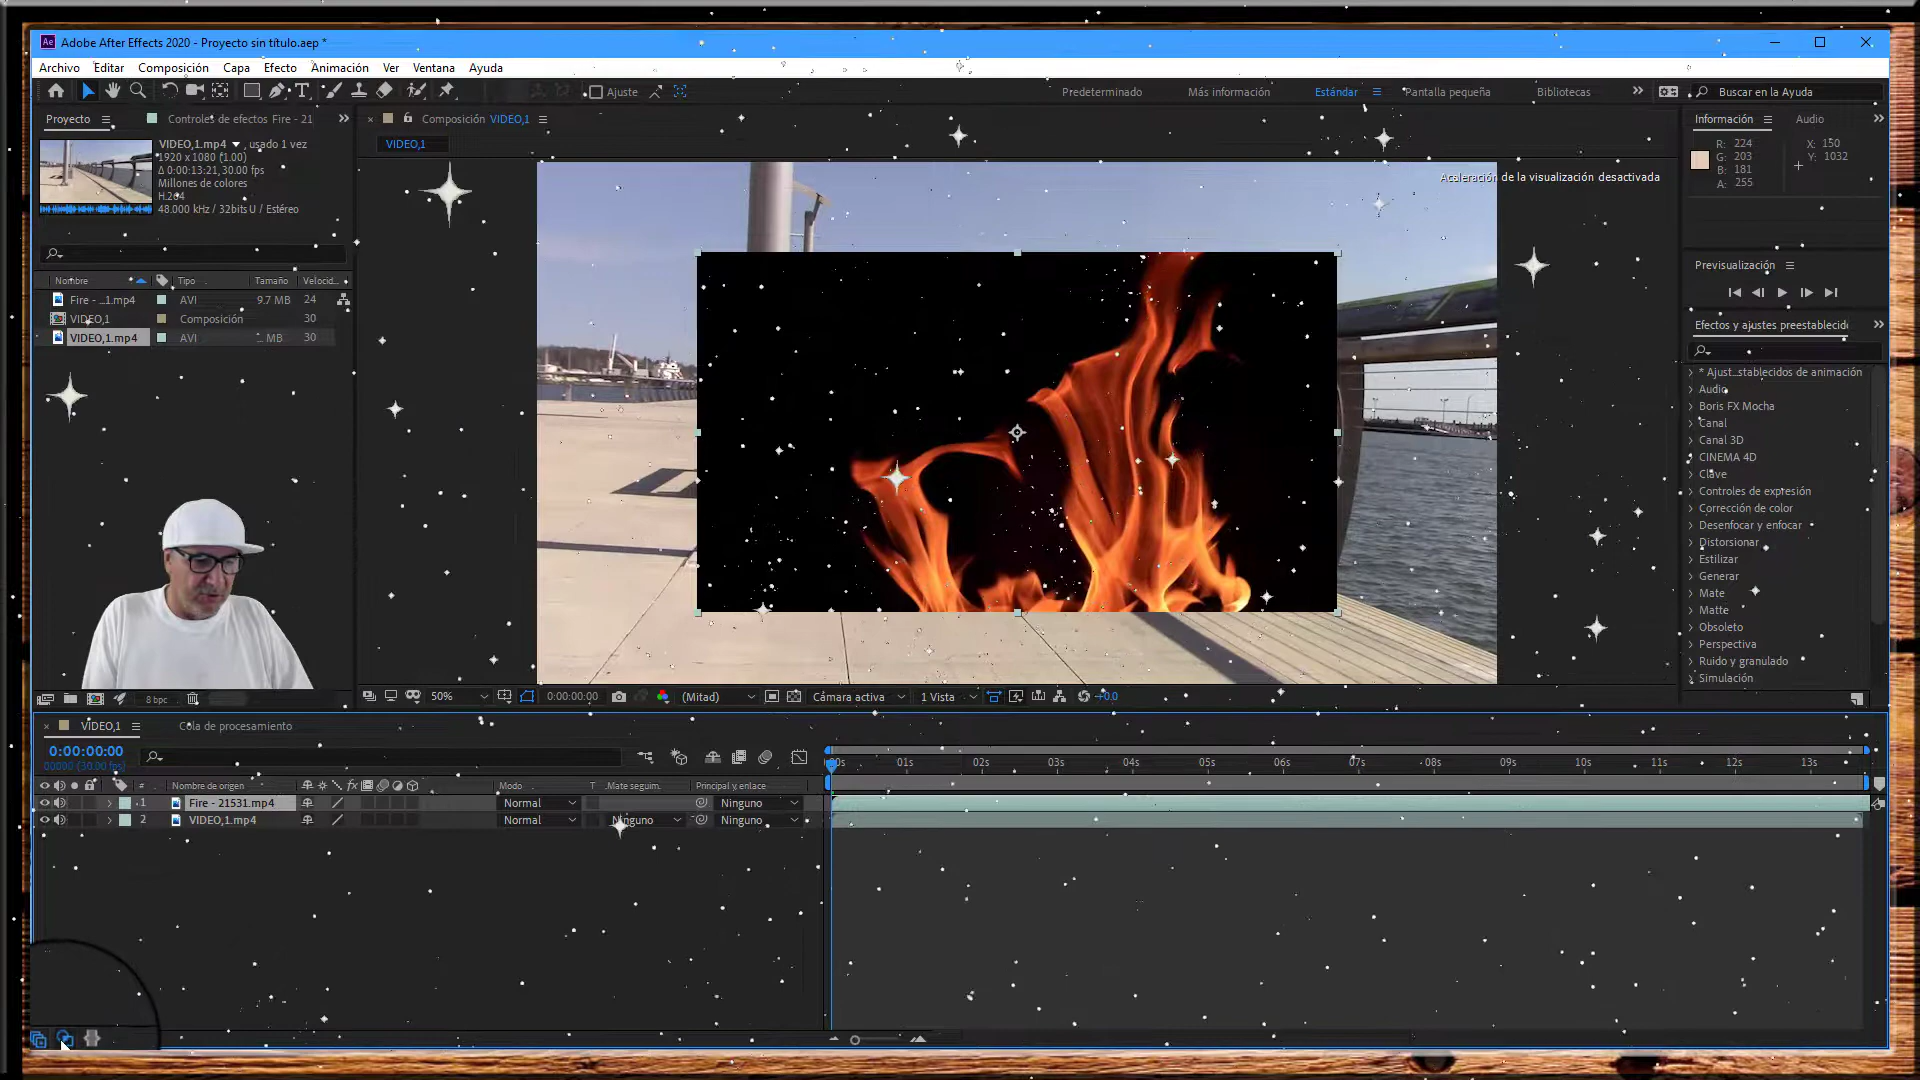 Adobe After Effects 2020 - Proyecto sin título.aep *
Archivo Editar Composición Capa Efecto Animación Ver Ventana Ayuda
Ajuste
Predeterminado Más información Estándar Pantalla pequeña Bibliotecas
Buscar en la Ayuda
Proyecto
Controles de efectos Fire - 21
Composición VIDEO,1
VIDEO,1
VIDEO,1.mp4 , usado 1 vez
1920 x 1080 (1.00)
Δ 0:00:13:21, 30.00 fps
Millones de colores
H.264
48.000 kHz / 32bits U / Estéreo
Nombre Tipo Tamaño Velocid...
Fire - ...1.mp4 AVI 9.7 MB 24
VIDEO,1 Composición 30
VIDEO,1.mp4 AVI MB 30
8 bpc
Aceleración de la visualización desactivada
50% 0:00:00:00 (Mitad) Cámara activa 1 Vista +0,0
Información Audio
R: 224
G: 203
B: 181
A: 255
X: 150
Y: 1032
Previsualización
Efectos y ajustes preestablecid
* Ajust...stablecidos de animación
Audio
Boris FX Mocha
Canal
Canal 3D
CINEMA 4D
Clave
Controles de expresión
Corrección de color
Desenfocar y enfocar
Distorsionar
Estilizar
Generar
Mate
Matte
Obsoleto
Perspectiva
Ruido y granulado
Simulación
VIDEO,1 Cola de procesamiento
0:00:00:00
00000 (30.00 fps)
# Nombre de origen fx Modo T .Mate seguim. Principal y enlace
1 Fire - 21531.mp4 Normal Ninguno
2 VIDEO,1.mp4 Normal Ninguno Ninguno
00s 01s 02s 03s 04s 05s 06s 07s 08s 09s 10s 11s 12s 13s